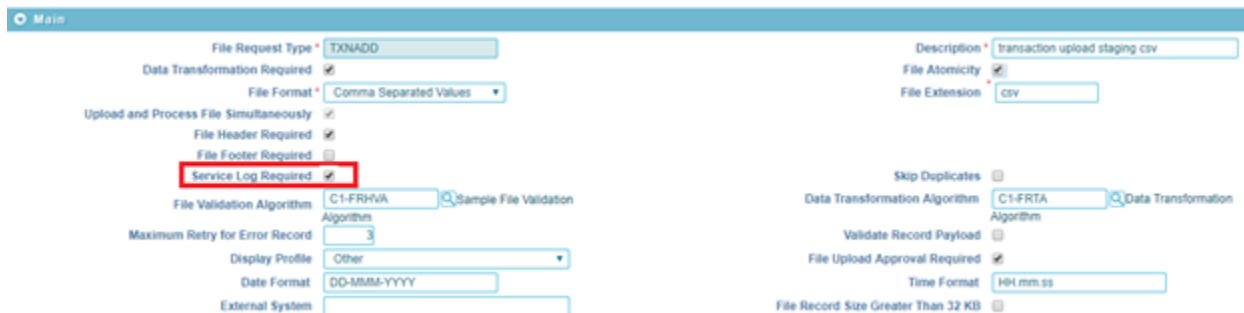 Main
File Request Type * TXNADD Description * transaction upload staging csv
Data Transformation Required File Atomicity
File Format * Comma Separated Values * File Extension csv
Upload and Process File Simultaneously
File Header Required
File Footer Required
Service Log Required Skip Duplicates
File Validation Algorithm C1-FRHVA Sample File Validation Data Transformation Algorithm C1-FRTA Data Transformation
Algorithm Algorithm
Maximum Retry for Error Record 3 Validate Record Payload
Display Profile Other File Upload Approval Required
Date Format DD-MMM-YYYY Time Format HH.mm.ss
External System File Record Size Greater Than 32 KB